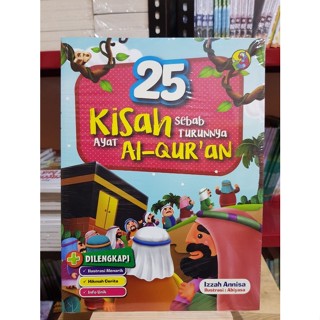 25
Kisah Sebab
Ayat Turunnya
Al-Qur'an
DILENGKAPI
Ilustrasi Menarik
Hikmah Cerita
Info Unik
Izzah Annisa
Ilustrasi : Abiyasa